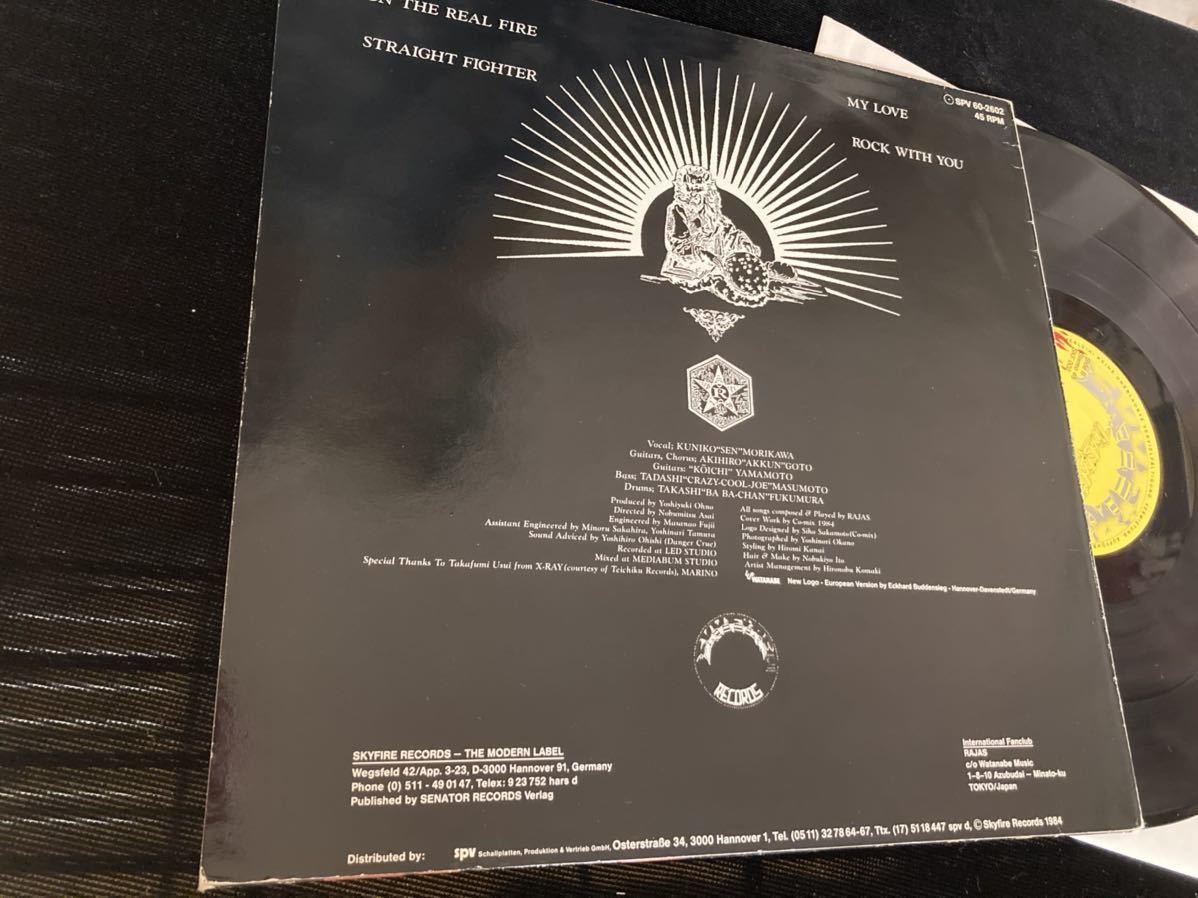 THE REAL FIRE
STRAIGHT FIGHTER
MY LOVE
ROCK WITH YOU
SPV 60-2602
45 RPM
R
Vocal; KUNIKO"SEN"MORIKAWA
Guitars, Chorus; AKIHIRO"AKKUN"GOTO
Guitars: "KŌICHI" YAMAMOTO
Bass; TADASHI"CRAZY-COOL-JOE"MASUMOTO
Drums; TAKASHI"BA BA-CHAN"FUKUMURA
Produced by Yoshiyuki Ohno
Directed by Nobumitsu Asai
Engineered by Masanao Fujii
Assistant Engineered by Minoru Sakahira, Yoshinari Tamura
Sound Adviced by Yoshihiro Ohishi (Danger Crue)
Recorded at LED STUDIO
Mixed at MEDIABUM STUDIO
Special Thanks To Takafumi Usui from X-RAY(courtesy of Teichiku Records), MARINO
All songs composed & Played by RAJAS
Cover Work by Co-mix 1984
Logo Designed by Siho Sakamoto(Co-mix)
Photographed by Yoshinori Okano
Styling by Hiromi Kanai
Hair & Make by Nobukiyo Ito
Artist Management by Hironobu Komaki
WATANABE New Logo - European Version by Eckhard Buddensieg - Hannover-Davenstedt/Germany
RECORDS
SKYFIRE RECORDS – THE MODERN LABEL
Wegsfeld 42/App. 3-23, D-3000 Hannover 91, Germany
Phone (0) 511 - 49 01 47, Telex: 9 23 752 hars d
Published by SENATOR RECORDS Verlag
International Fanclub
RAJAS
c/o Watanabe Music
1–8–10 Azubudai – Minato-ku
TOKYO/Japan
Distributed by: spv Schallplatten, Produktion & Vertrieb GmbH, Osterstraße 34, 3000 Hannover 1, Tel. (05 11) 32 78 64-67, Ttx. (17) 5 118 447 spv d, © Skyfire Records 1984